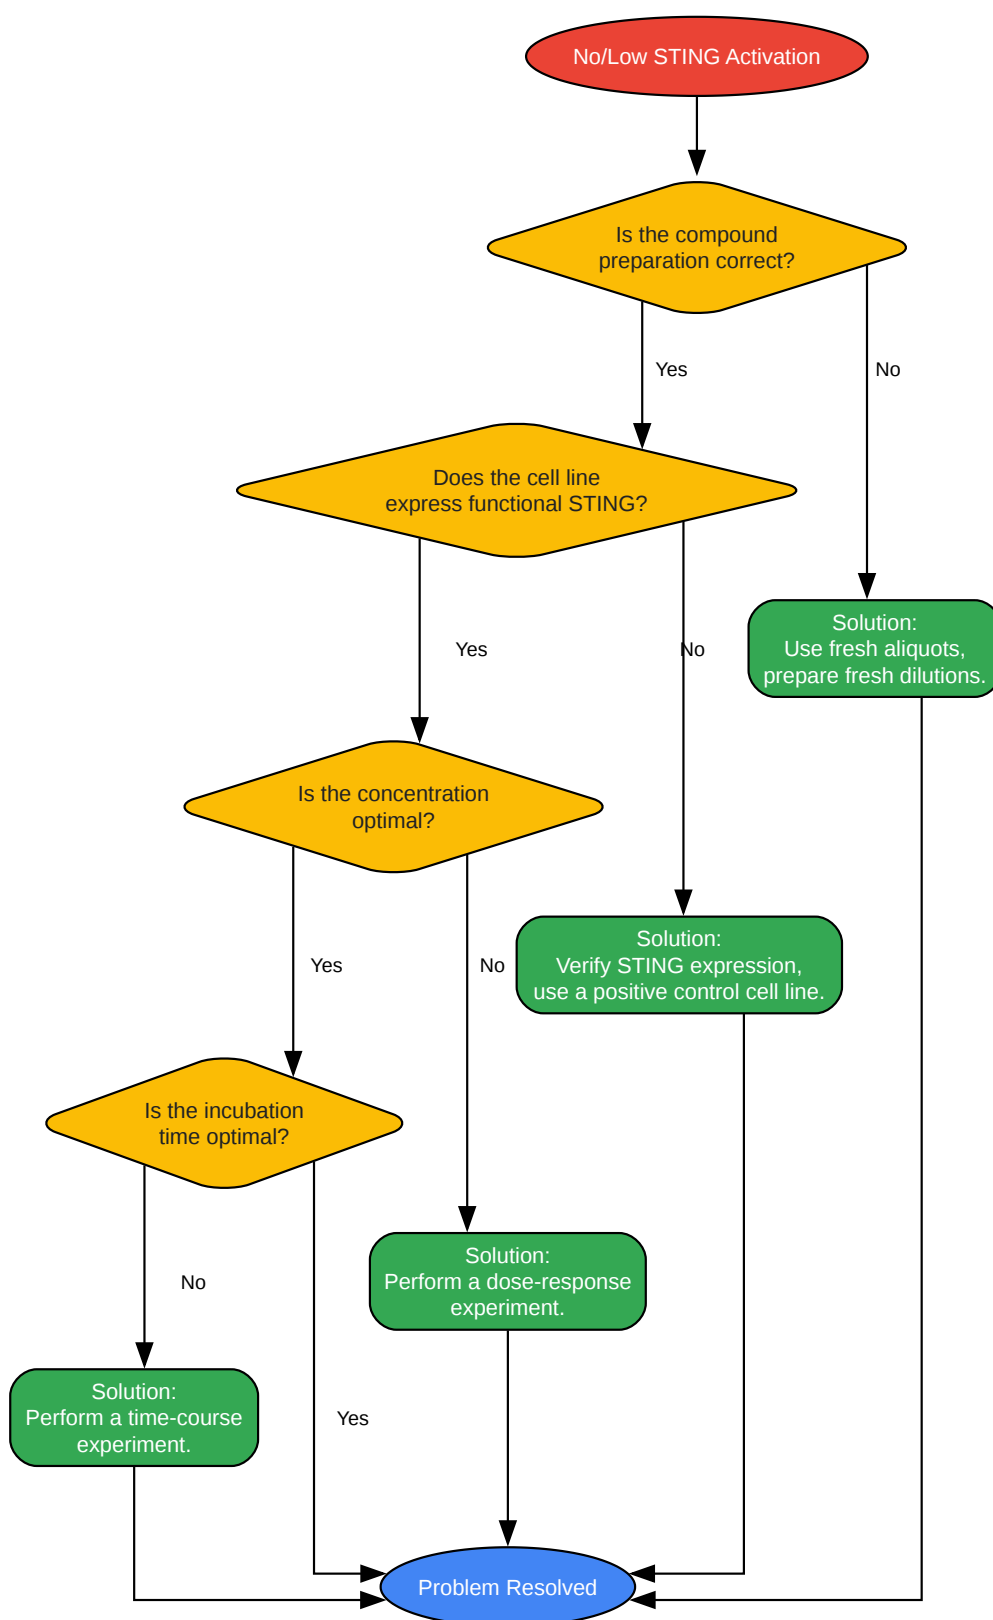 No/Low STING Activation
Is the compound
preparation correct?
Yes
No
Does the cell line
express functional STING?
Solution:
Use fresh aliquots,
prepare fresh dilutions.
Yes
No
Is the concentration
optimal?
Solution:
Verify STING expression,
use a positive control cell line.
Yes
No
Is the incubation
time optimal?
Solution:
Perform a dose-response
experiment.
No
Solution:
Perform a time-course
experiment.
Yes
Problem Resolved